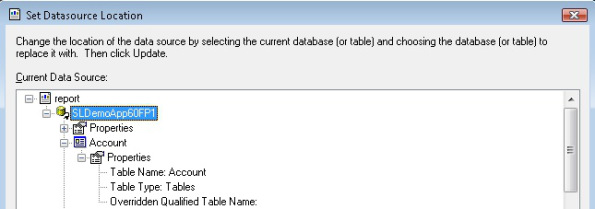 Set Datasource Location
Change the location of the data source by selecting the current database (or table) and choosing the database (or table) to
replace it with. Then click Update.
Current Data Source:
report
SLDemoApp60FP1
Properties
Account
Properties
Table Name: Account
Table Type: Tables
Overridden Qualified Table Name: